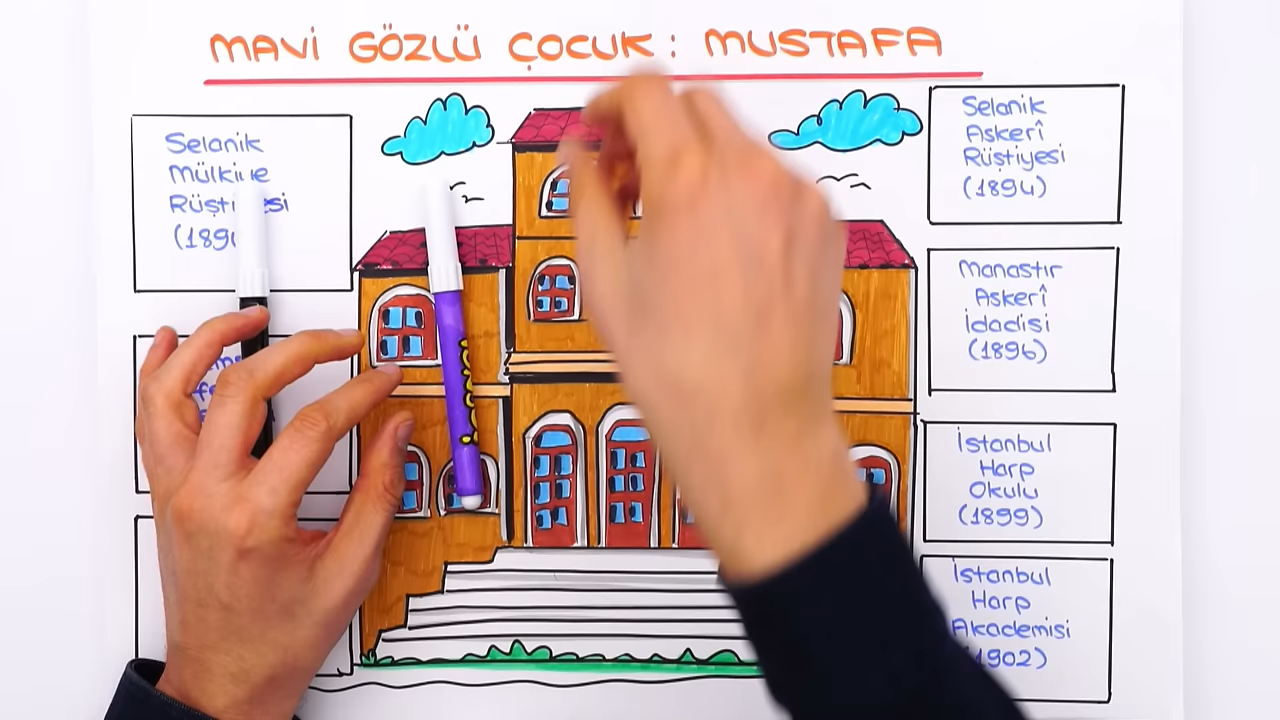 MAVİ GÖZLÜ ÇOCUK: MUSTAFA
Selanik
Selanik
Askerî
Rüştiyesi
(1894)
Manastır
Askerî
İdadisi
(1896)
İstanbul
Harp
Okulu
(1899)
İstanbul
Harp
Akademisi
1902)